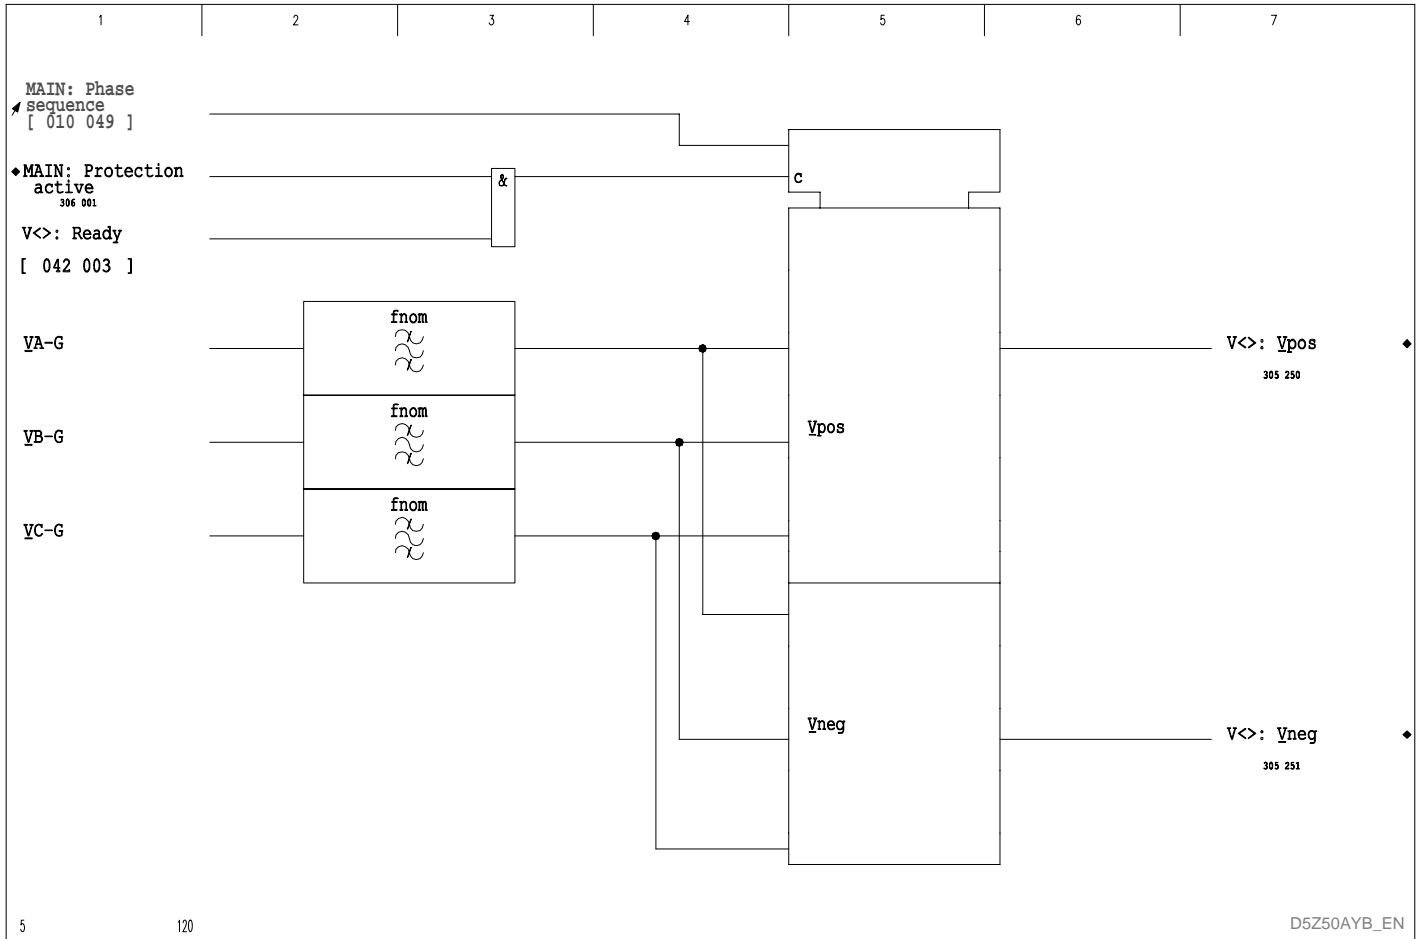 1 2 3 4 5 6 7
MAIN: Phase
sequence
[ 010 049 ]
MAIN: Protection
active
306 001
&
C
V<>: Ready
[ 042 003 ]
fnom
VA-G
V<>: Vpos
305 250
fnom
VB-G
Vpos
fnom
VC-G
Vneg
V<>: Vneg
305 251
5 120
D5Z50AYB_EN